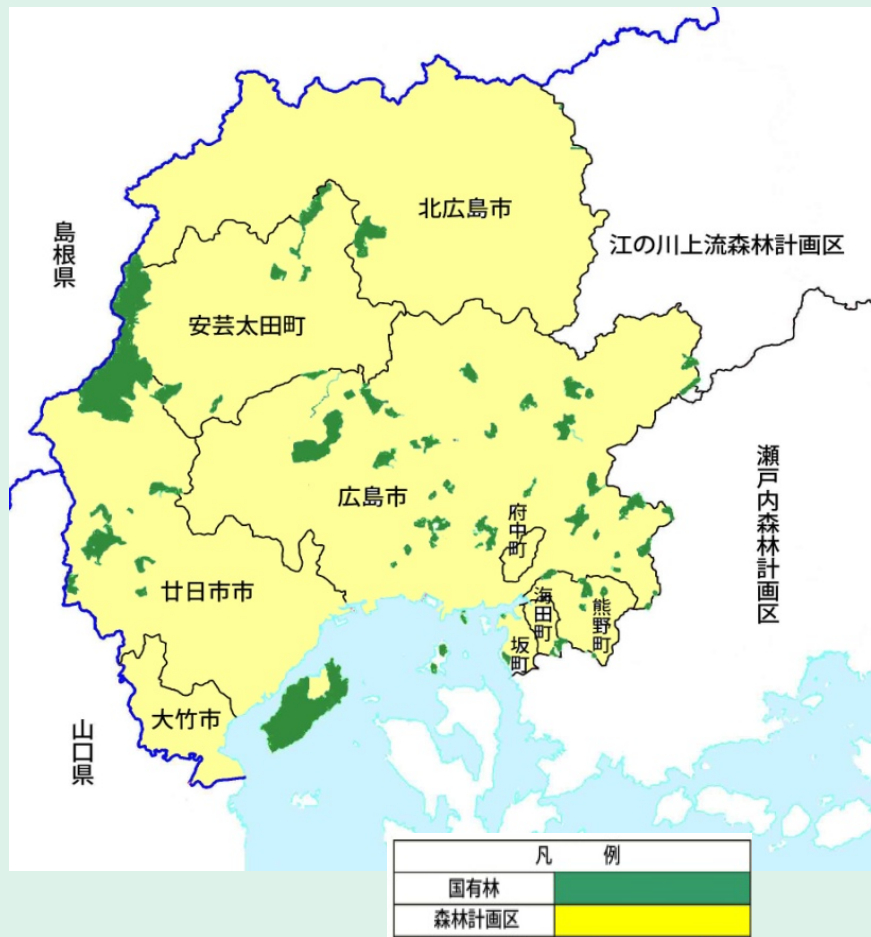 北広島市
島根県
江の川上流森林計画区
安芸太田町
瀬戸内森林計画区
広島市
府中町
廿日市市
海田町
熊野町
坂町
大竹市
山口県
凡 例
国有林
森林計画区